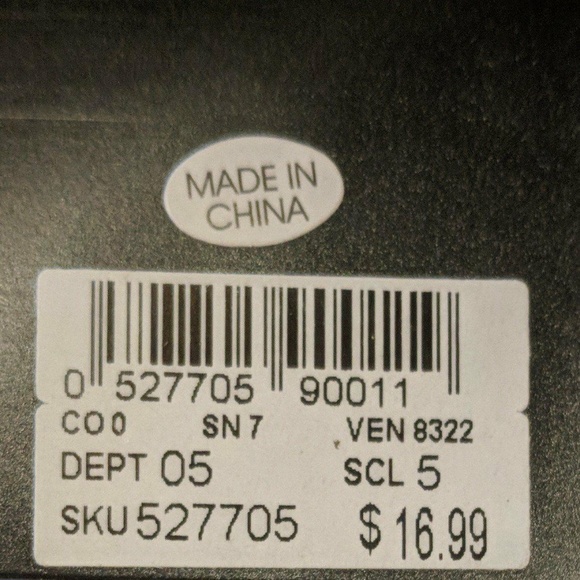 MADE IN
CHINA
0 527705 90011
CO 0 SN 7 VEN 8322
DEPT 05 SCL 5
SKU 527705 $ 16.99